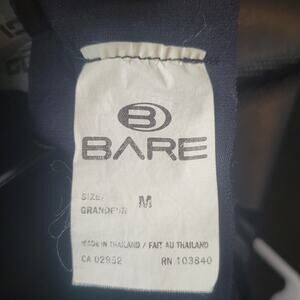 B
BARE
SIZE/
GRANDEUR M
MADE IN THAILAND / FAIT AU THAILAND
CA 02952 RN 103840